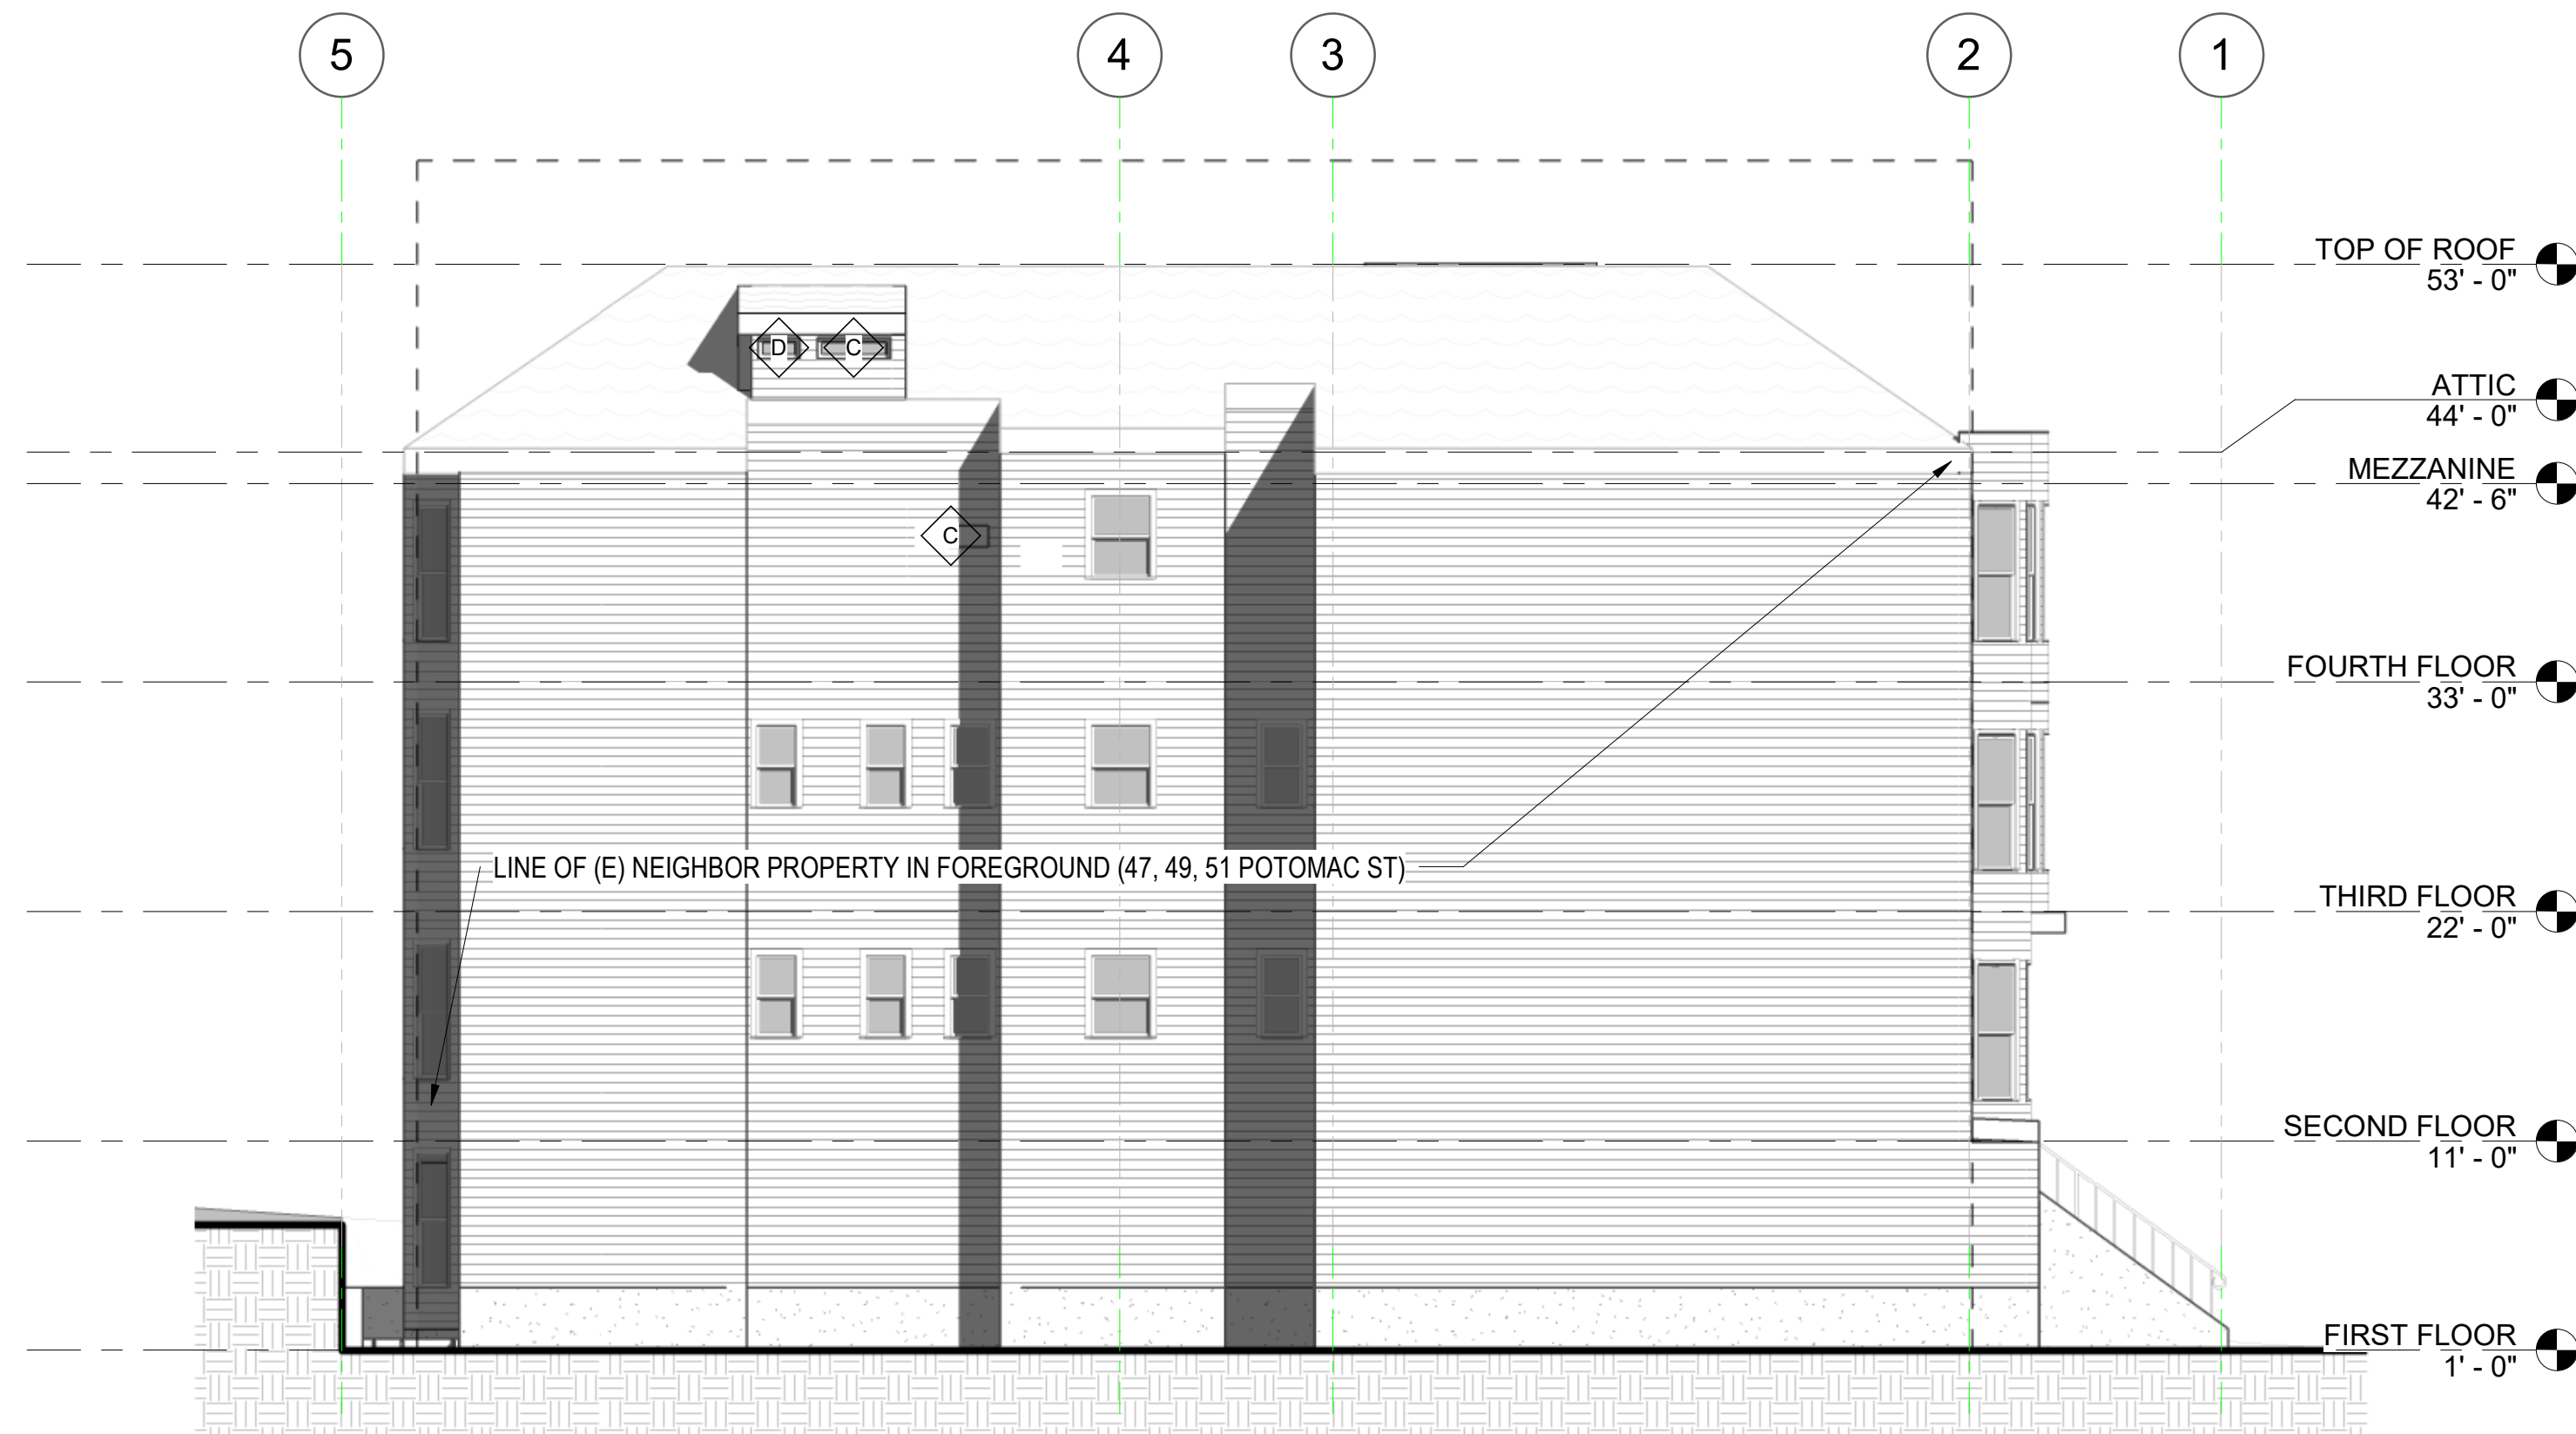 5
4
3
2
1
TOP OF ROOF
53' - 0"
D
C
ATTIC
44' - 0"
MEZZANINE
42' - 6"
C
FOURTH FLOOR
33' - 0"
LINE OF (E) NEIGHBOR PROPERTY IN FOREGROUND (47, 49, 51 POTOMAC ST)
THIRD FLOOR
22' - 0"
SECOND FLOOR
11' - 0"
FIRST FLOOR
1' - 0"